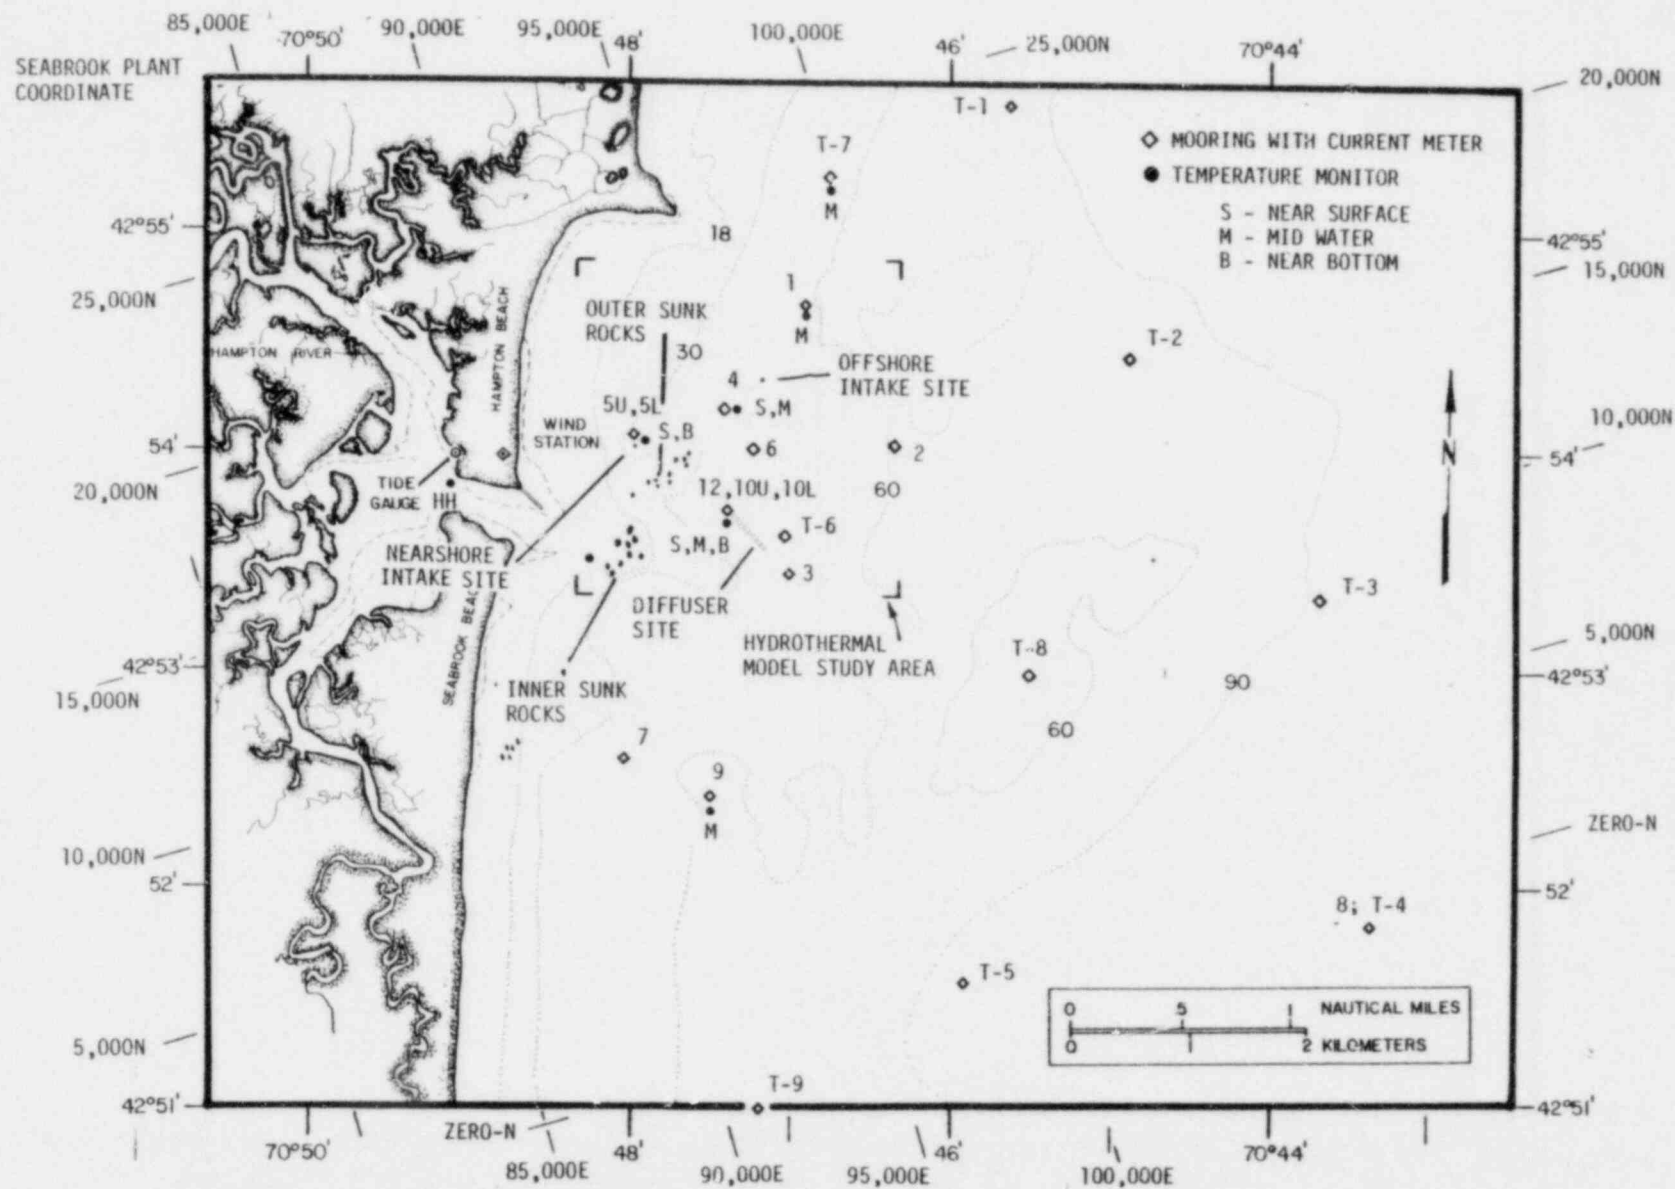 85,000E
70°50'
90,000E
95,000E
48'
100,000E
46'
25,000N
70°44'
SEABROOK PLANT
COORDINATE
20,000N
T-1
◇ MOORING WITH CURRENT METER
● TEMPERATURE MONITOR
S - NEAR SURFACE
M - MID WATER
B - NEAR BOTTOM
T-7
M
42°55'
18
42°55'
15,000N
25,000N
HAMPTON BEACH
OUTER SUNK
ROCKS
1
M
30
HAMPTON RIVER
T-2
4
OFFSHORE
INTAKE SITE
S,M
5U,5L
WIND
STATION
S,B
6
2
10,000N
54'
54'
N
20,000N
TIDE
GAUGE
HH
12,10U,10L
60
T-6
S,M,B
3
NEARSHORE
INTAKE SITE
DIFFUSER
SITE
T-3
HYDROTHERMAL
MODEL STUDY AREA
5,000N
SEABROOK BEACH
T-8
42°53'
42°53'
15,000N
INNER SUNK
ROCKS
90
60
7
9
M
ZERO-N
10,000N
52'
52'
8; T-4
T-5
0 .5 1 NAUTICAL MILES
0 1 2 KILOMETERS
5,000N
T-9
42°51'
42°51'
70°50'
ZERO-N
85,000E
48'
90,000E
95,000E
46'
100,000E
70°44'